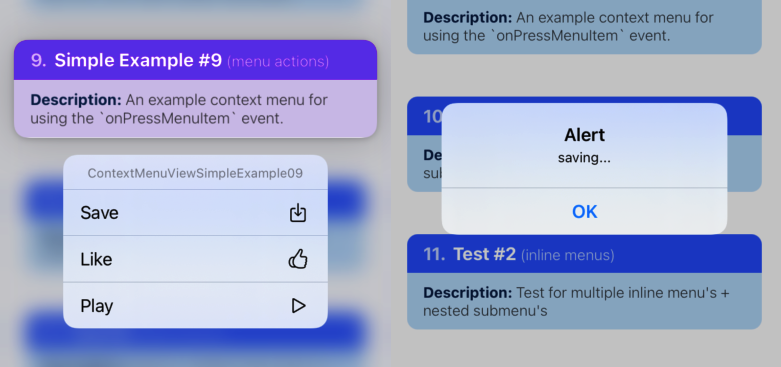 9. Simple Example #9 (menu actions)
Description: An example context menu for
using the `onPressMenuItem` event.
ContextMenuViewSimpleExample09
Save
Like
Play
Description: An example context menu for
using the `onPressMenuItem` event.
10
De
sub
Alert
saving...
OK
11. Test #2 (inline menus)
Description: Test for multiple inline menu's +
nested submenu's